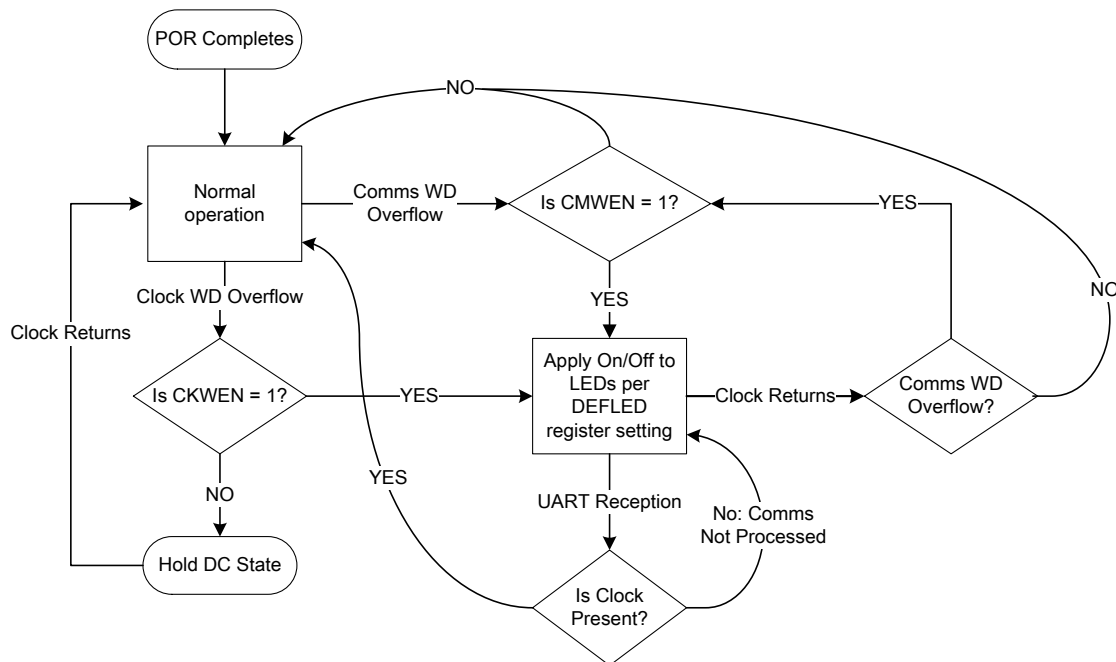 POR Completes
NO
Normal
operation
Comms WD
Overflow
Is CMWEN = 1?
YES
Clock WD Overflow
YES
NO
Clock Returns
Is CKWEN = 1?
YES
Apply On/Off to
LEDs per
DEFLED
register setting
Clock Returns
Comms WD
Overflow?
YES
NO
UART Reception
No: Comms
Not Processed
Hold DC State
Is Clock
Present?